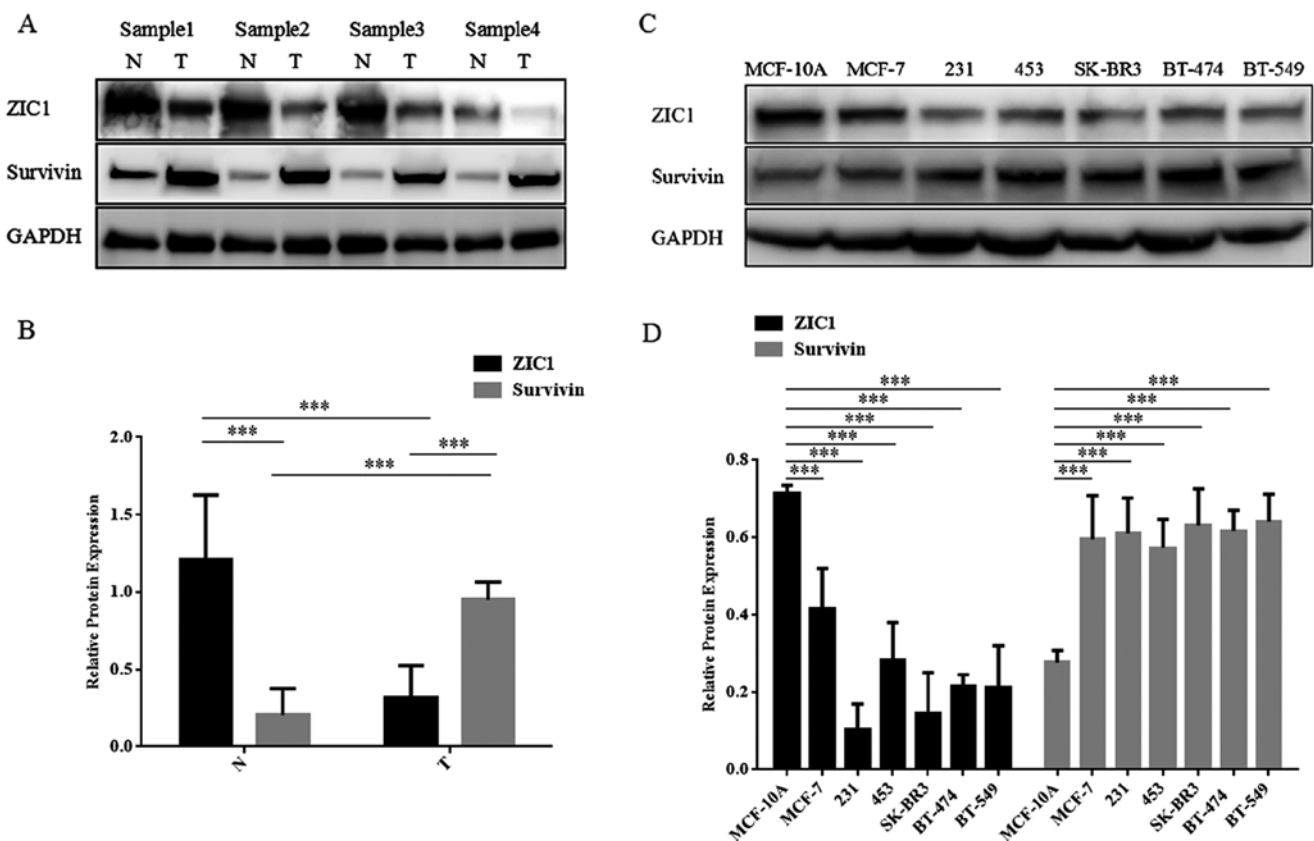 A
Sample1 Sample2 Sample3 Sample4
N T N T N T N T
ZIC1
Survivin
GAPDH
B
ZIC1
Survivin
***
*** ***
***
2.0
1.5
1.0
0.5
0.0
Relative Protein Expression
N T
C
MCF-10A MCF-7 231 453 SK-BR3 BT-474 BT-549
ZIC1
Survivin
GAPDH
D
ZIC1
Survivin
*** ***
*** ***
*** ***
*** ***
*** ***
*** ***
0.8
0.6
0.4
0.2
0.0
Relative Protein Expression
MCF-10A MCF-7 231 453 SK-BR3 BT-474 BT-549 MCF-10A MCF-7 231 453 SK-BR3 BT-474 BT-549